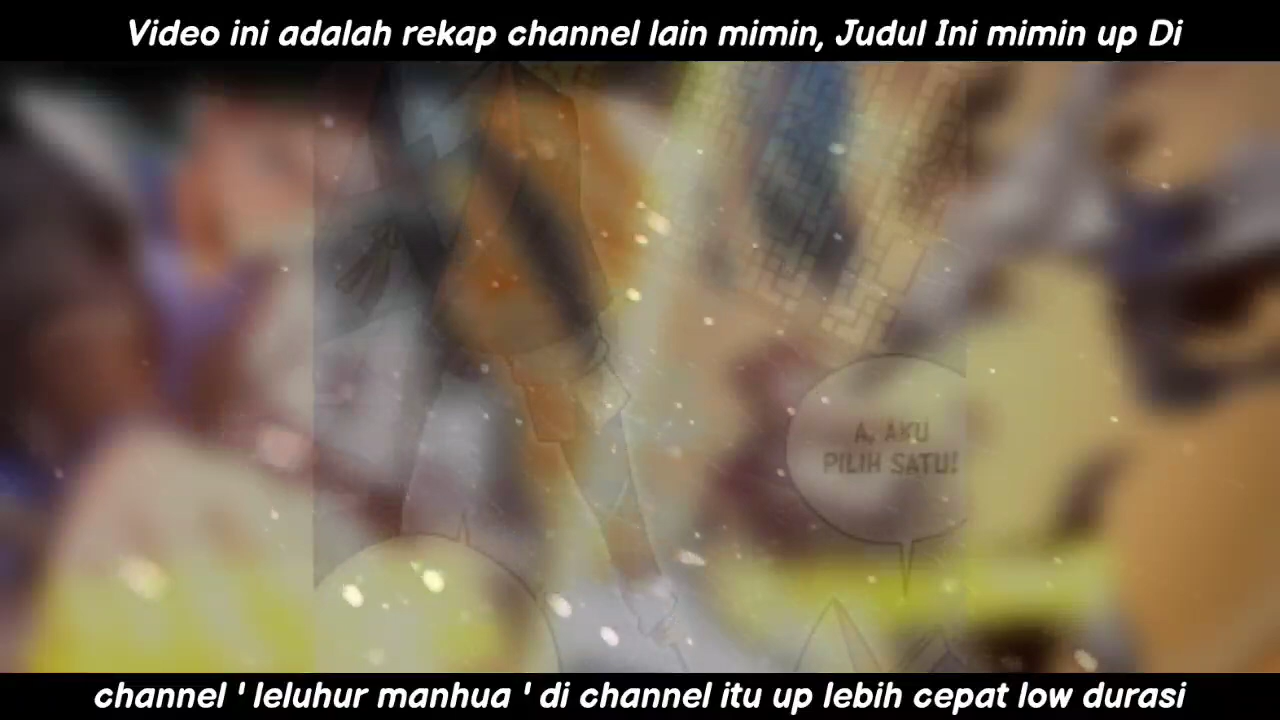 Video ini adalah rekap channel lain mimin, Judul Ini mimin up Di
A, AKU
PILIH SATU!
channel ' leluhur manhua ' di channel itu up lebih cepat low durasi